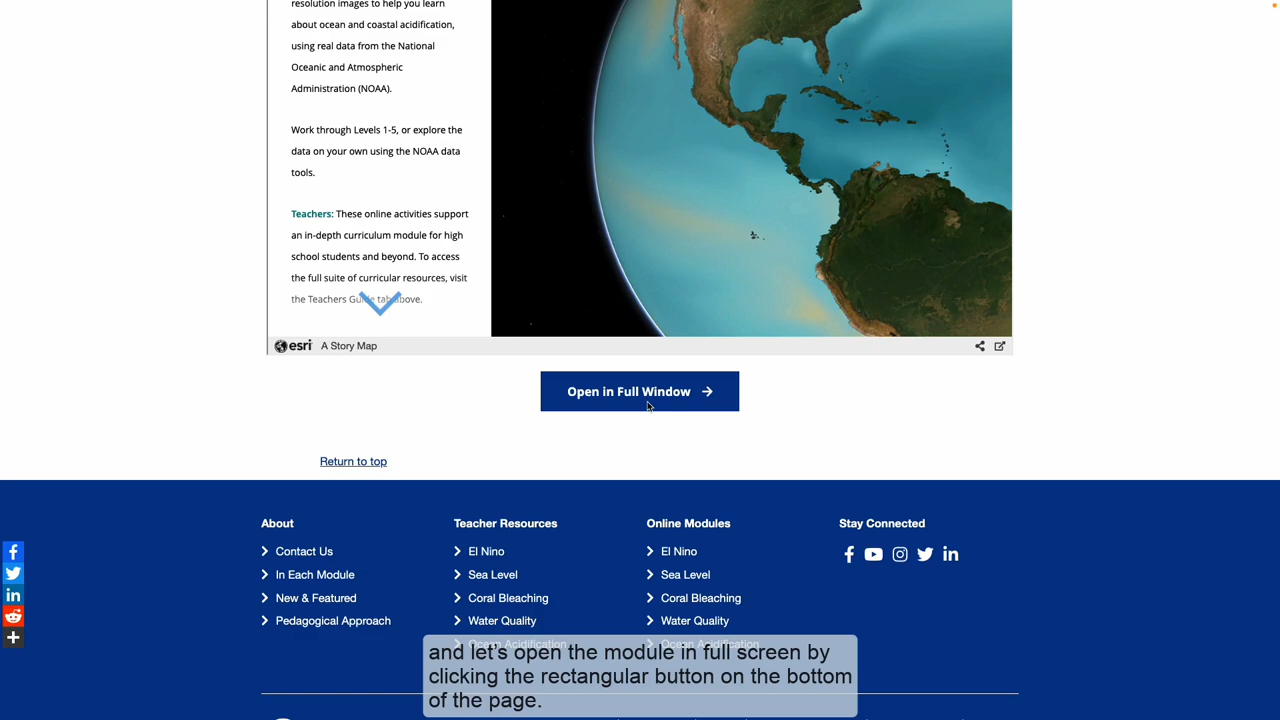 resolution images to help you learn
about ocean and coastal acidification,
using real data from the National
Oceanic and Atmospheric
Administration (NOAA).
Work through Levels 1-5, or explore the
data on your own using the NOAA data
tools.
Teachers: These online activities support
an in-depth curriculum module for high
school students and beyond. To access
the full suite of curricular resources, visit
the Teachers Guide tab above.
esri A Story Map
Open in Full Window
Return to top
About
Contact Us
In Each Module
New & Featured
Pedagogical Approach
Teacher Resources
El Nino
Sea Level
Coral Bleaching
Water Quality
Ocean Acidification
Online Modules
El Nino
Sea Level
Coral Bleaching
Water Quality
Ocean Acidification
Stay Connected
and let's open the module in full screen by
clicking the rectangular button on the bottom
of the page.